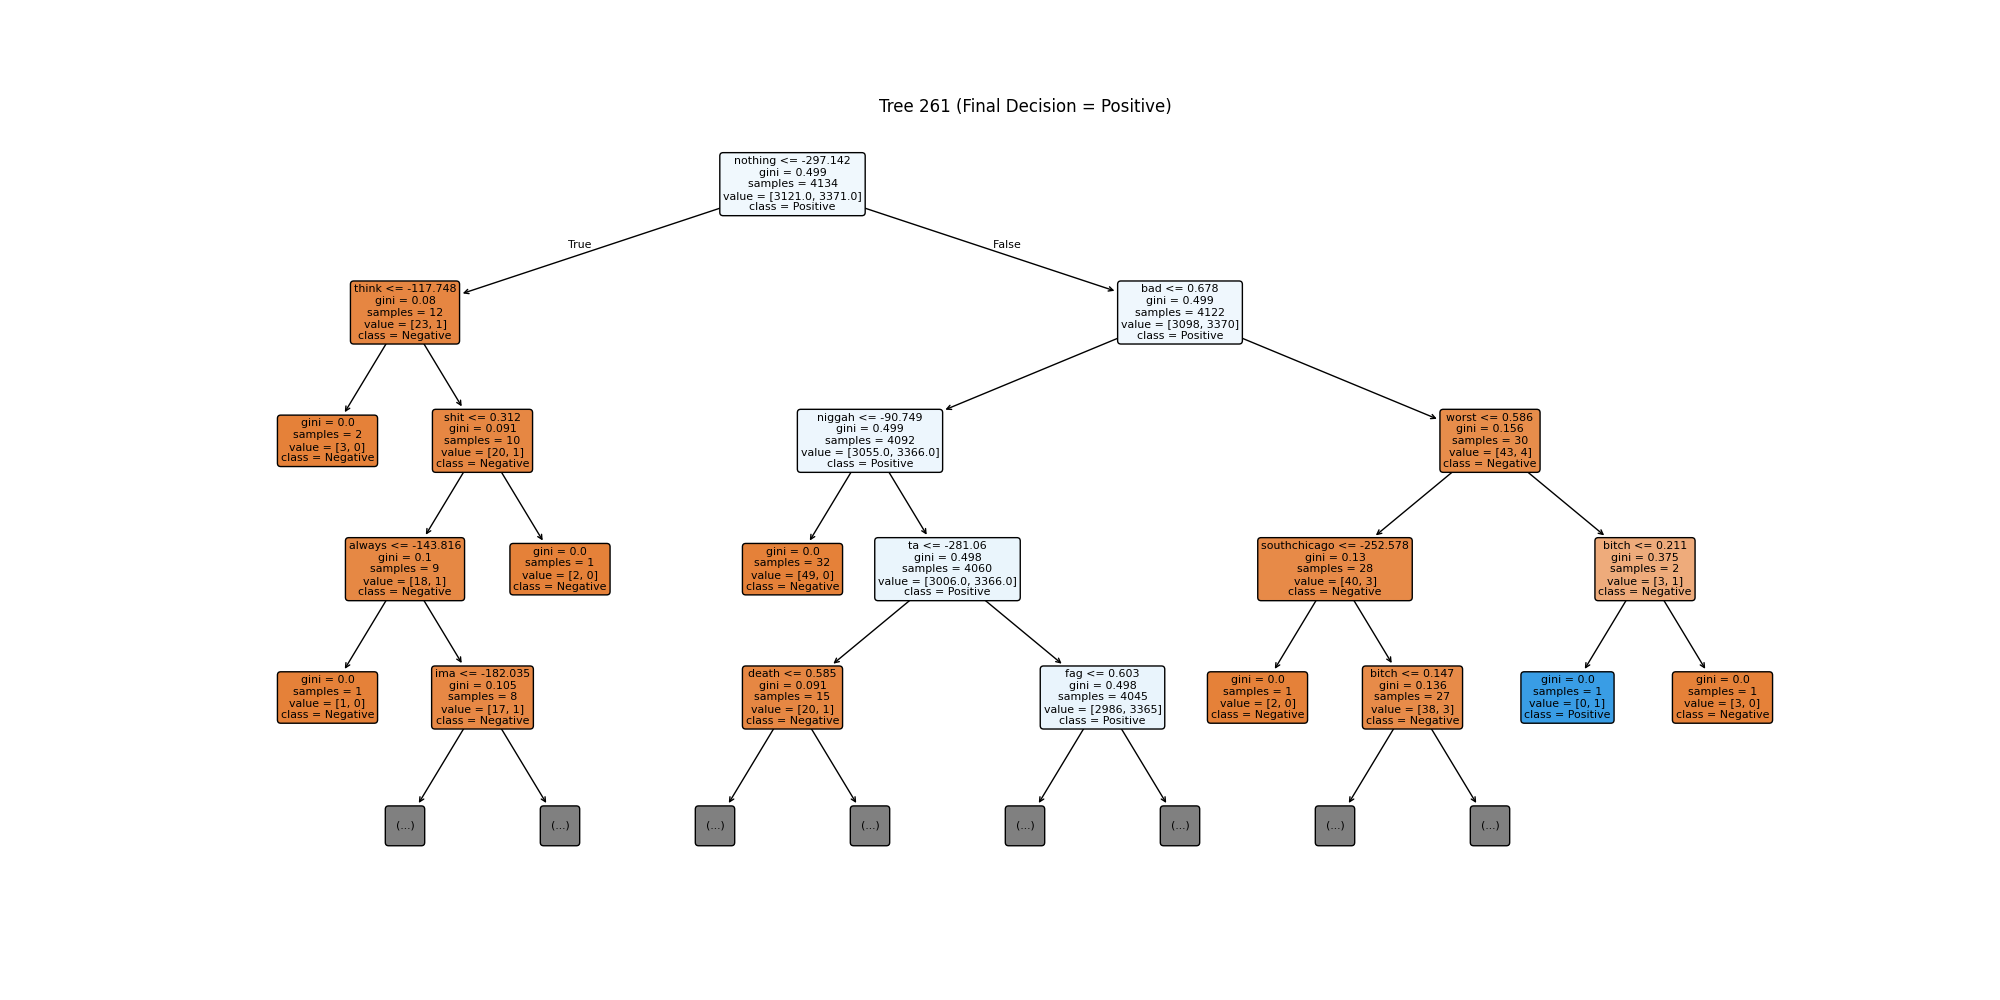 Tree 261 (Final Decision = Positive)
nothing <= -297.142
gini = 0.499
samples = 4134
value = [3121.0, 3371.0]
class = Positive
True
False
think <= -117.748
gini = 0.08
samples = 12
value = [23, 1]
class = Negative
bad <= 0.678
gini = 0.499
samples = 4122
value = [3098, 3370]
class = Positive
gini = 0.0
samples = 2
value = [3, 0]
class = Negative
shit <= 0.312
gini = 0.091
samples = 10
value = [20, 1]
class = Negative
niggah <= -90.749
gini = 0.499
samples = 4092
value = [3055.0, 3366.0]
class = Positive
worst <= 0.586
gini = 0.156
samples = 30
value = [43, 4]
class = Negative
always <= -143.816
gini = 0.1
samples = 9
value = [18, 1]
class = Negative
gini = 0.0
samples = 1
value = [2, 0]
class = Negative
gini = 0.0
samples = 32
value = [49, 0]
class = Negative
ta <= -281.06
gini = 0.498
samples = 4060
value = [3006.0, 3366.0]
class = Positive
southchicago <= -252.578
gini = 0.13
samples = 28
value = [40, 3]
class = Negative
bitch <= 0.211
gini = 0.375
samples = 2
value = [3, 1]
class = Negative
gini = 0.0
samples = 1
value = [1, 0]
class = Negative
ima <= -182.035
gini = 0.105
samples = 8
value = [17, 1]
class = Negative
death <= 0.585
gini = 0.091
samples = 15
value = [20, 1]
class = Negative
fag <= 0.603
gini = 0.498
samples = 4045
value = [2986, 3365]
class = Positive
gini = 0.0
samples = 1
value = [2, 0]
class = Negative
bitch <= 0.147
gini = 0.136
samples = 27
value = [38, 3]
class = Negative
gini = 0.0
samples = 1
value = [0, 1]
class = Positive
gini = 0.0
samples = 1
value = [3, 0]
class = Negative
(...)
(...)
(...)
(...)
(...)
(...)
(...)
(...)